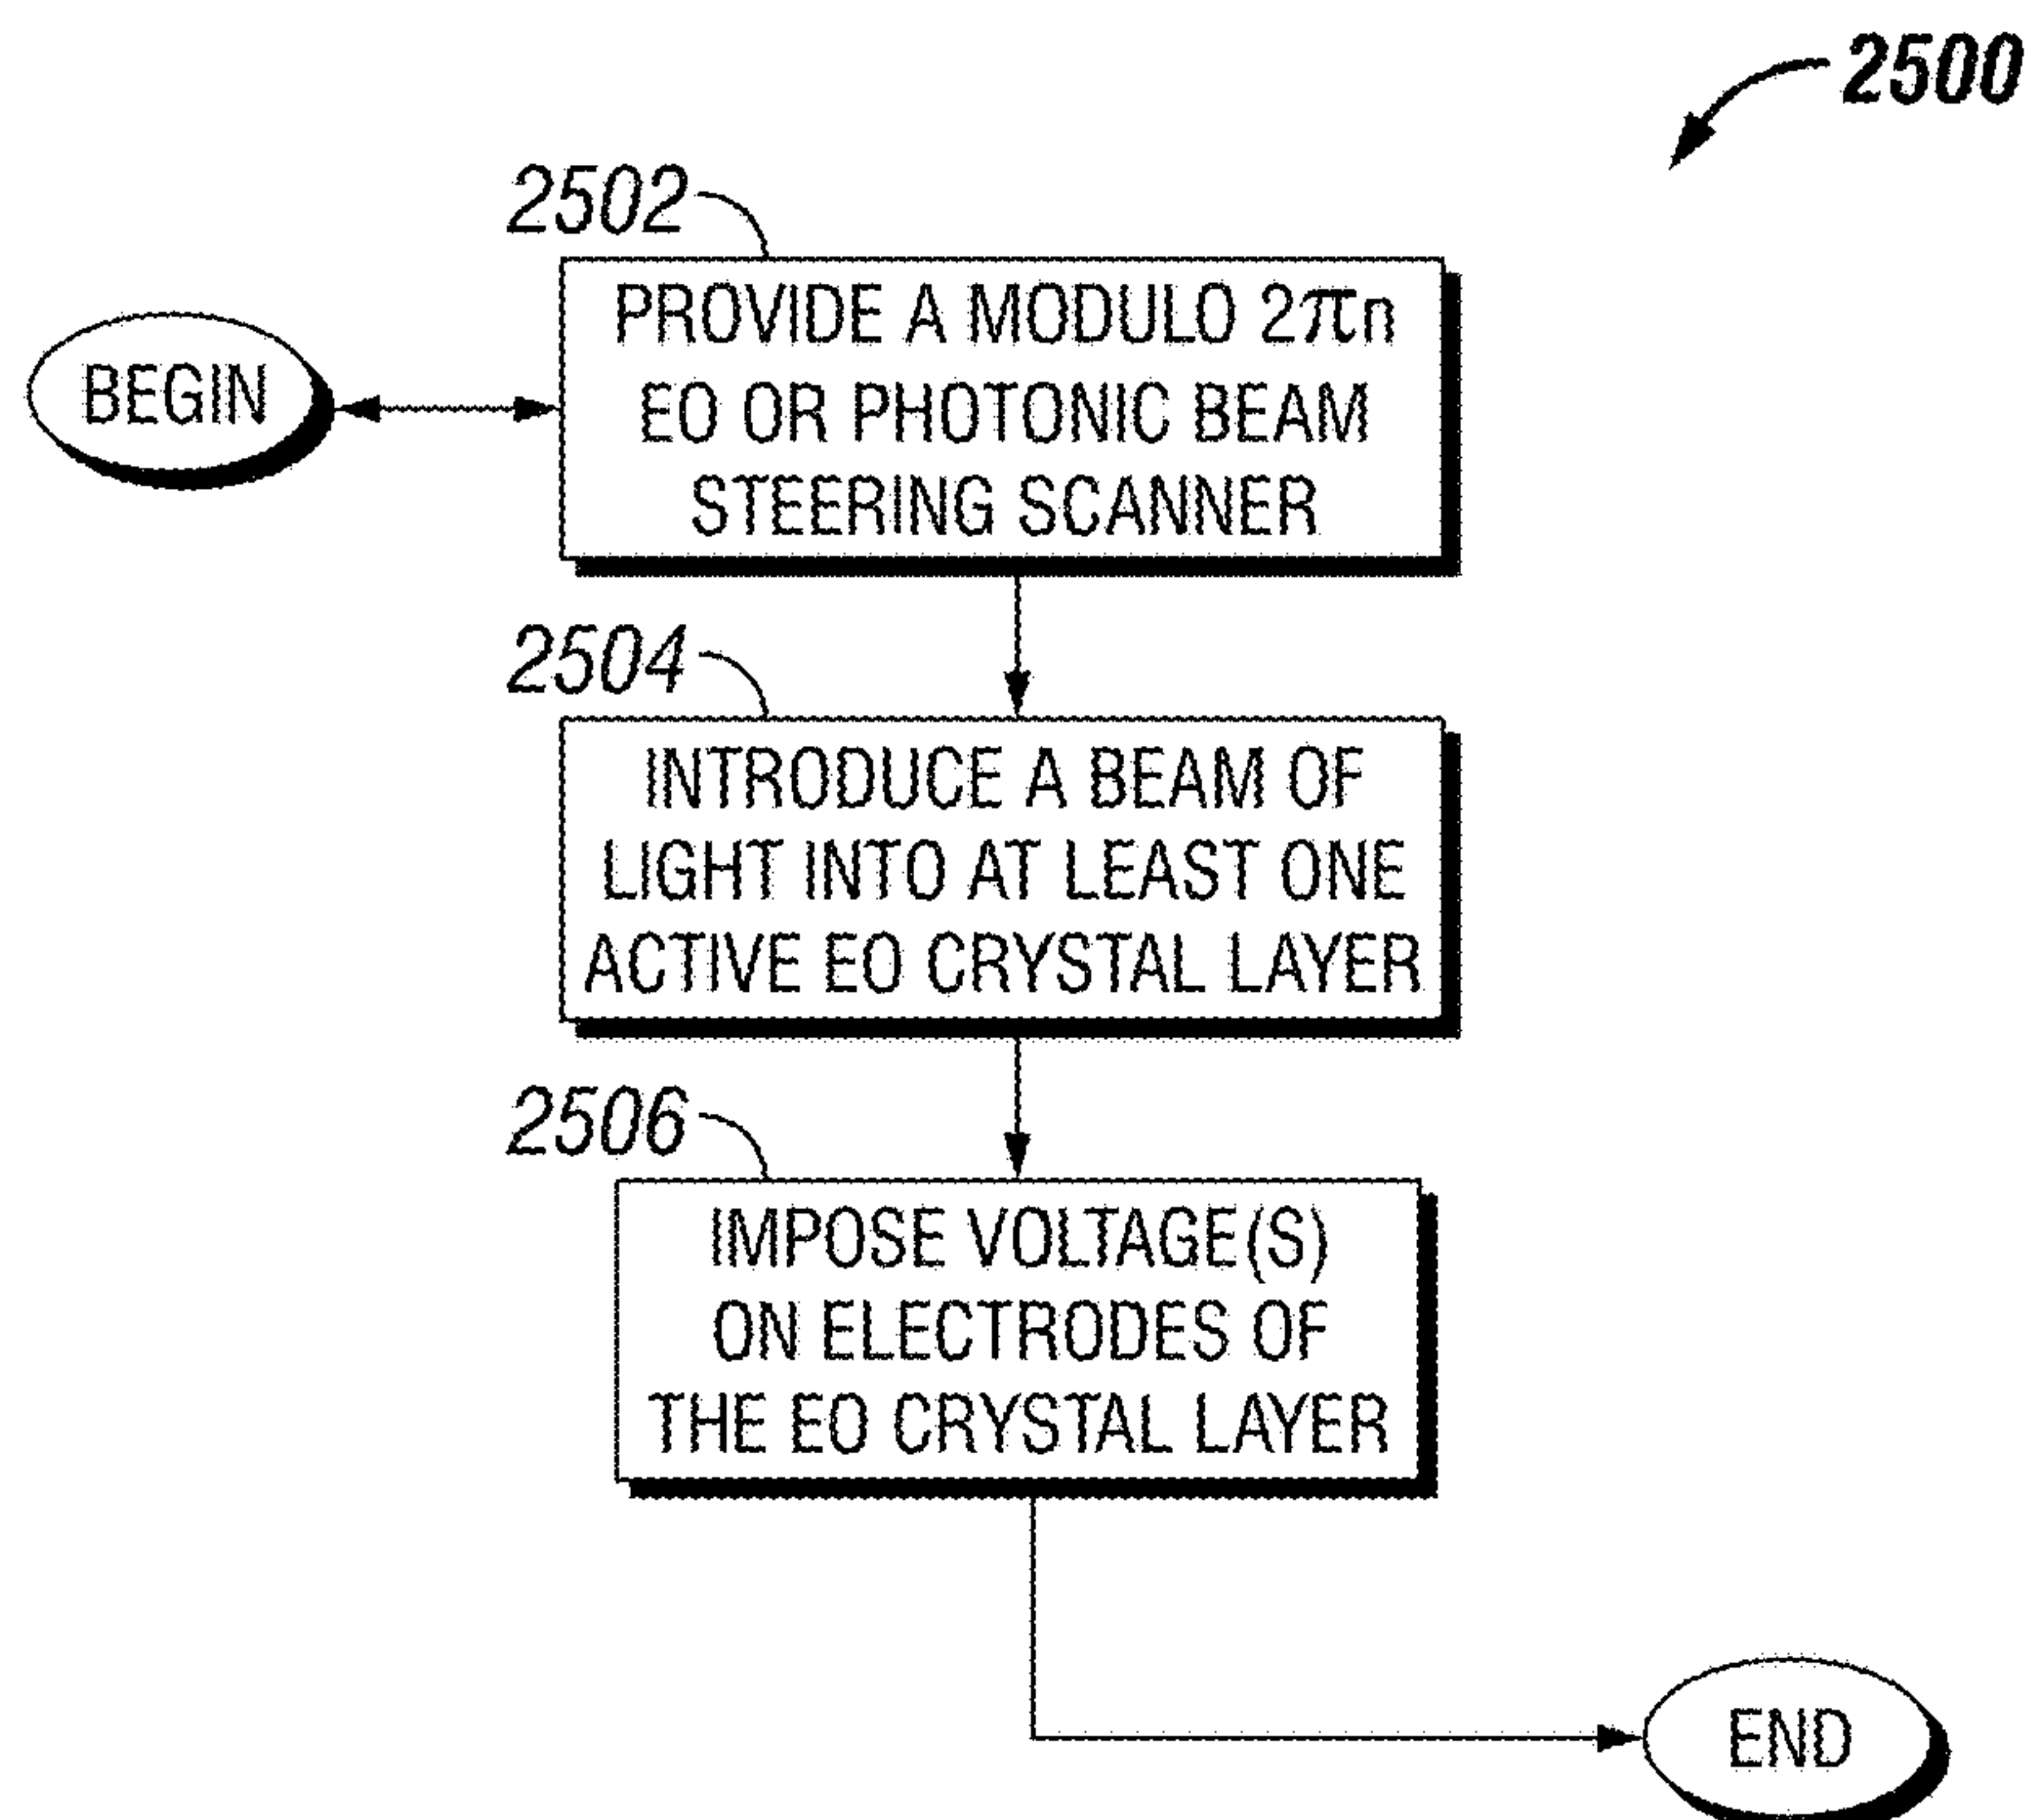 2500
2502
BEGIN
PROVIDE A MODULO 2πn
EO OR PHOTONIC BEAM
STEERING SCANNER
2504
INTRODUCE A BEAM OF
LIGHT INTO AT LEAST ONE
ACTIVE EO CRYSTAL LAYER
2506
IMPOSE VOLTAGE(S)
ON ELECTRODES OF
THE EO CRYSTAL LAYER
END